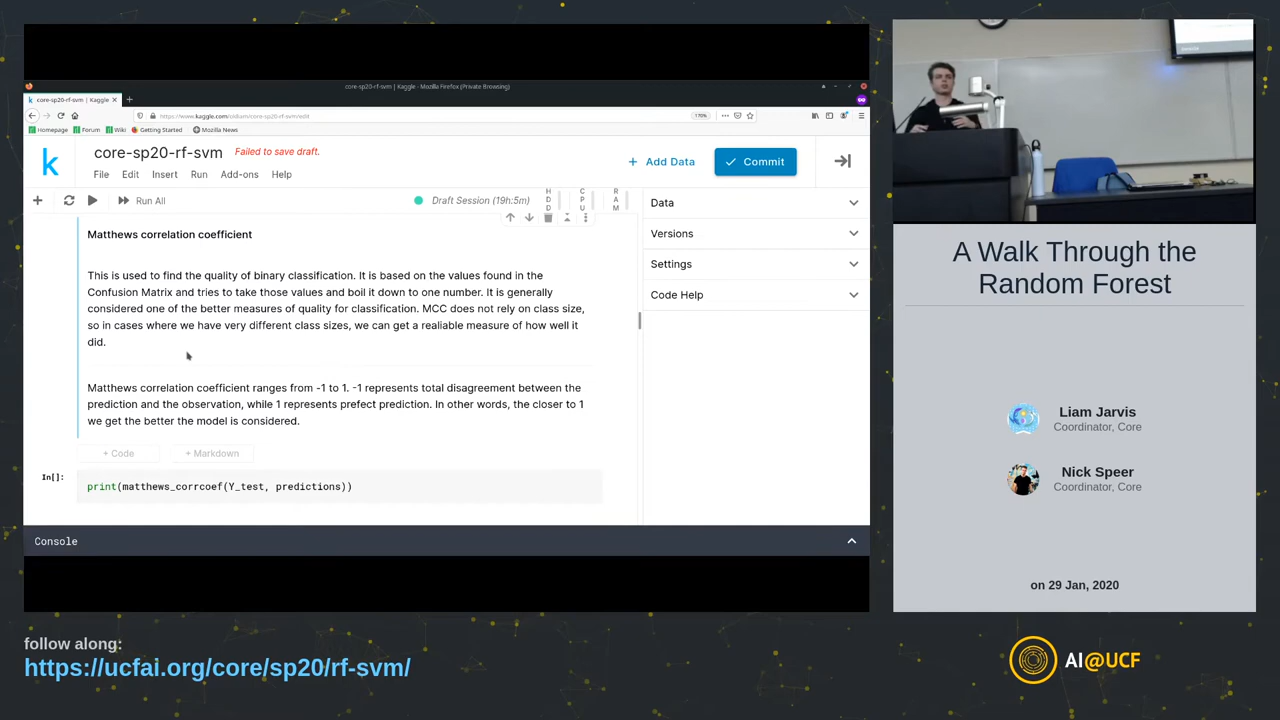 core-sp20-rf-svm | Kaggle - Mozilla Firefox (Private Browsing)
core-sp20-rf-svm | Kaggle
Homepage Forum Wiki Getting Started Mozilla News
170%
k
core-sp20-rf-svm Failed to save draft.
+ Add Data
Commit
File Edit Insert Run Add-ons Help
Run All
Draft Session (19h:5m)
HDD
CPU
RAM
Data
Versions
Settings
Code Help
Matthews correlation coefficient
This is used to find the quality of binary classification. It is based on the values found in the
Confusion Matrix and tries to take those values and boil it down to one number. It is generally
considered one of the better measures of quality for classification. MCC does not rely on class size,
so in cases where we have very different class sizes, we can get a realiable measure of how well it
did.
Matthews correlation coefficient ranges from -1 to 1. -1 represents total disagreement between the
prediction and the observation, while 1 represents prefect prediction. In other words, the closer to 1
we get the better the model is considered.
+ Code + Markdown
In[]:
print(matthews_corrcoef(Y_test, predictions))
Console
A Walk Through the
Random Forest
Liam Jarvis
Coordinator, Core
Nick Speer
Coordinator, Core
on 29 Jan, 2020
follow along:
https://ucfai.org/core/sp20/rf-svm/
AI@UCF